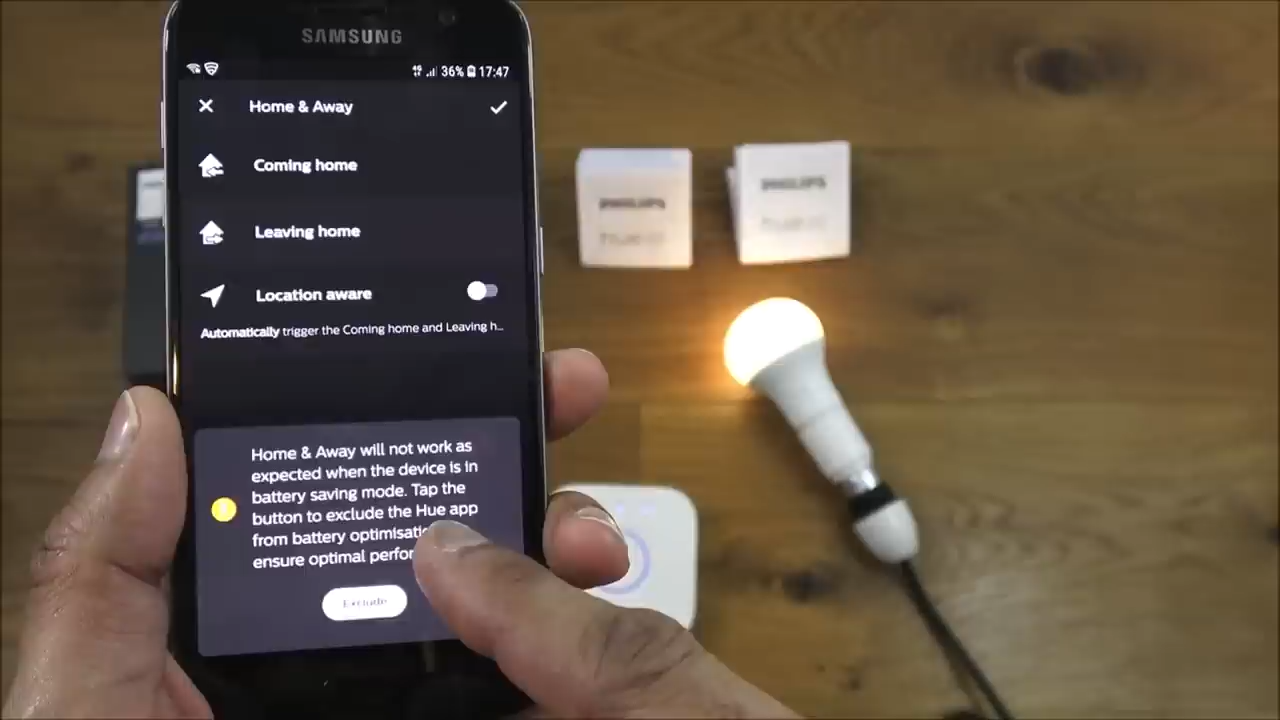 SAMSUNG
36% 17:47
Home & Away
Coming home
Leaving home
Location aware
Automatically trigger the Coming home and Leaving h...
Home & Away will not work as
expected when the device is in
battery saving mode. Tap the
button to exclude the Hue app
from battery optimisatio
ensure optimal perfor
Exclude
PHILIPS
PHILIPS